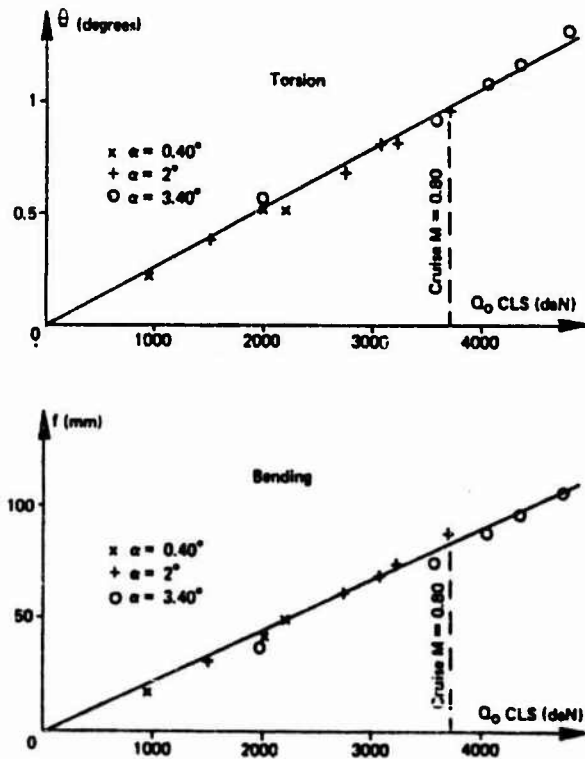 θ (degrees)
Torsion
1
x α = 0.40°
+ α = 2°
O α = 3.40°
0.5
Cruise M = 0.80
Q₀ CLS (daN)
0
1000 2000 3000 4000
f (mm)
Bending
100
x α = 0.40°
+ α = 2°
O α = 3.40°
50
Cruise M = 0.80
Q₀ CLS (daN)
0
1000 2000 3000 4000